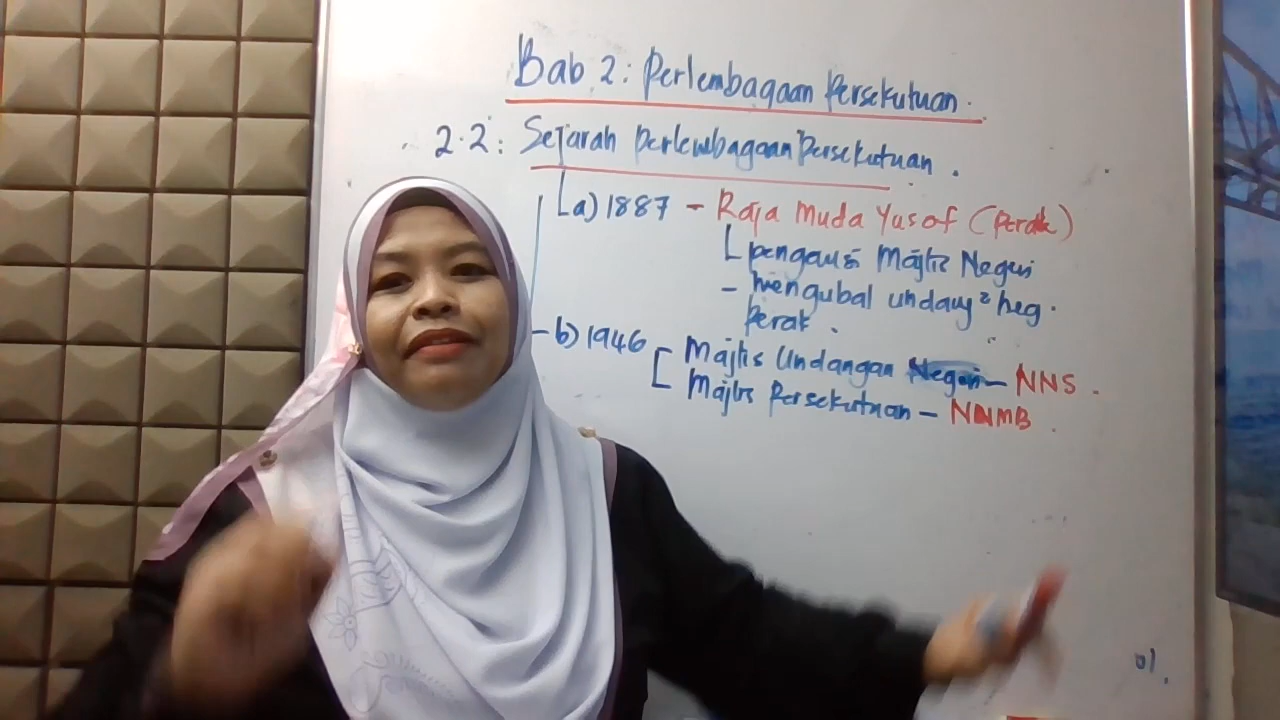 Bab 2: Perlembagaan Persekutuan.
2.2: Sejarah Perlembagaan Persekutuan.
a) 1887 - Raja Muda Yusof (Perak)
pengerusi Majlis Negeri
- mengubal undang² neg.
Perak.
b) 1946
Majlis Undangan Negeri - NNS.
Majlis Persekutuan - NNMB
01.